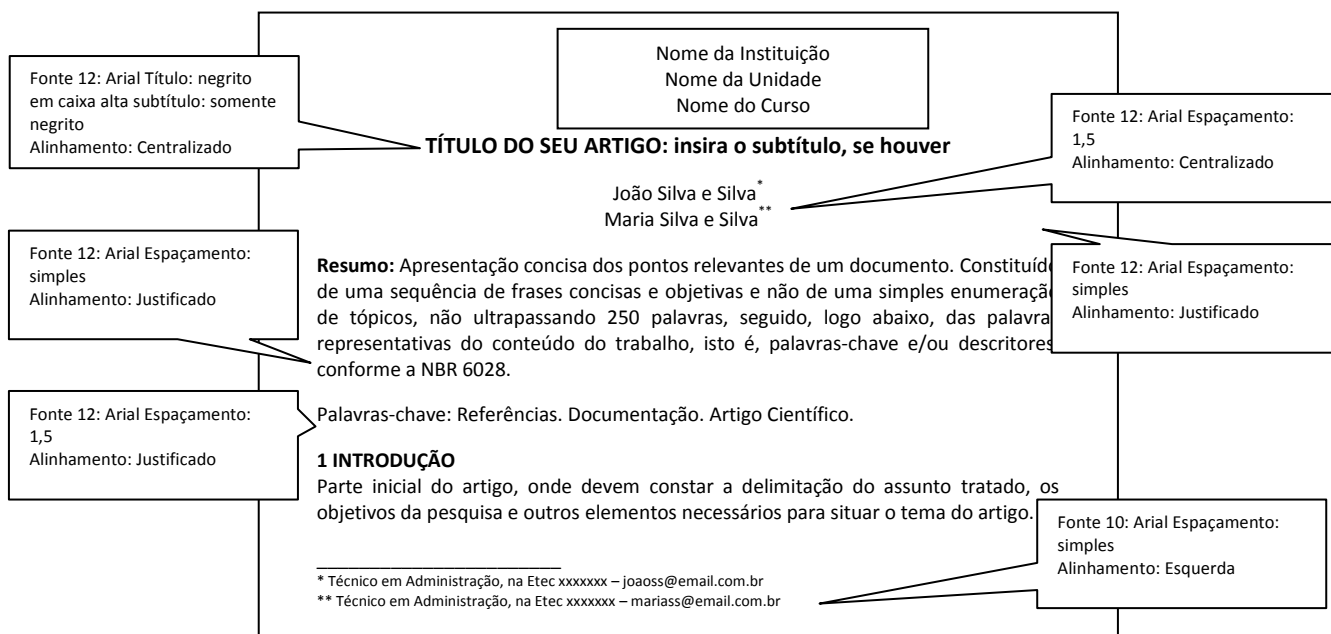 Nome da Instituição
Nome da Unidade
Nome do Curso
Fonte 12: Arial Título: negrito
em caixa alta subtítulo: somente
negrito
Alinhamento: Centralizado
Fonte 12: Arial Espaçamento:
1,5
Alinhamento: Centralizado
TÍTULO DO SEU ARTIGO: insira o subtítulo, se houver
João Silva e Silva*
Maria Silva e Silva**
Fonte 12: Arial Espaçamento:
simples
Alinhamento: Justificado
Fonte 12: Arial Espaçamento:
simples
Alinhamento: Justificado
Resumo: Apresentação concisa dos pontos relevantes de um documento. Constituíd
de uma sequência de frases concisas e objetivas e não de uma simples enumeraçã
de tópicos, não ultrapassando 250 palavras, seguido, logo abaixo, das palavra
representativas do conteúdo do trabalho, isto é, palavras-chave e/ou descritores
conforme a NBR 6028.
Fonte 12: Arial Espaçamento:
1,5
Alinhamento: Justificado
Palavras-chave: Referências. Documentação. Artigo Científico.
1 INTRODUÇÃO
Parte inicial do artigo, onde devem constar a delimitação do assunto tratado, os
objetivos da pesquisa e outros elementos necessários para situar o tema do artigo.
Fonte 10: Arial Espaçamento:
simples
Alinhamento: Esquerda
* Técnico em Administração, na Etec xxxxxxx – joaoss@email.com.br
** Técnico em Administração, na Etec xxxxxxx – mariass@email.com.br